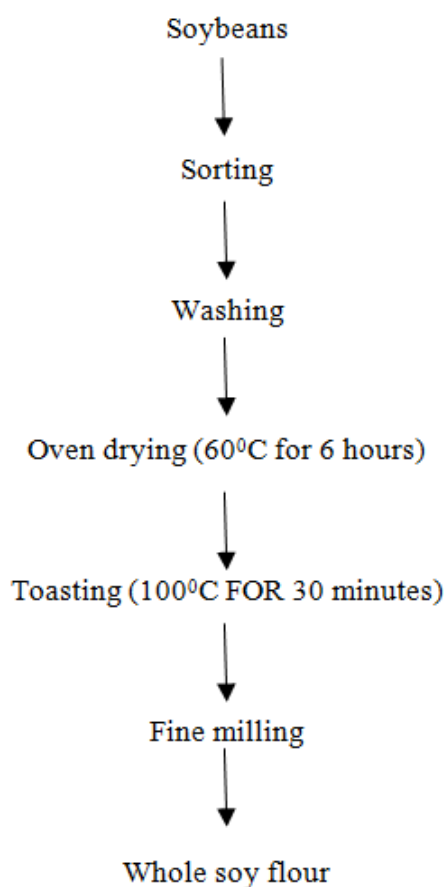 Soybeans
Sorting
Washing
Oven drying (60⁰C for 6 hours)
Toasting (100⁰C FOR 30 minutes)
Fine milling
Whole soy flour